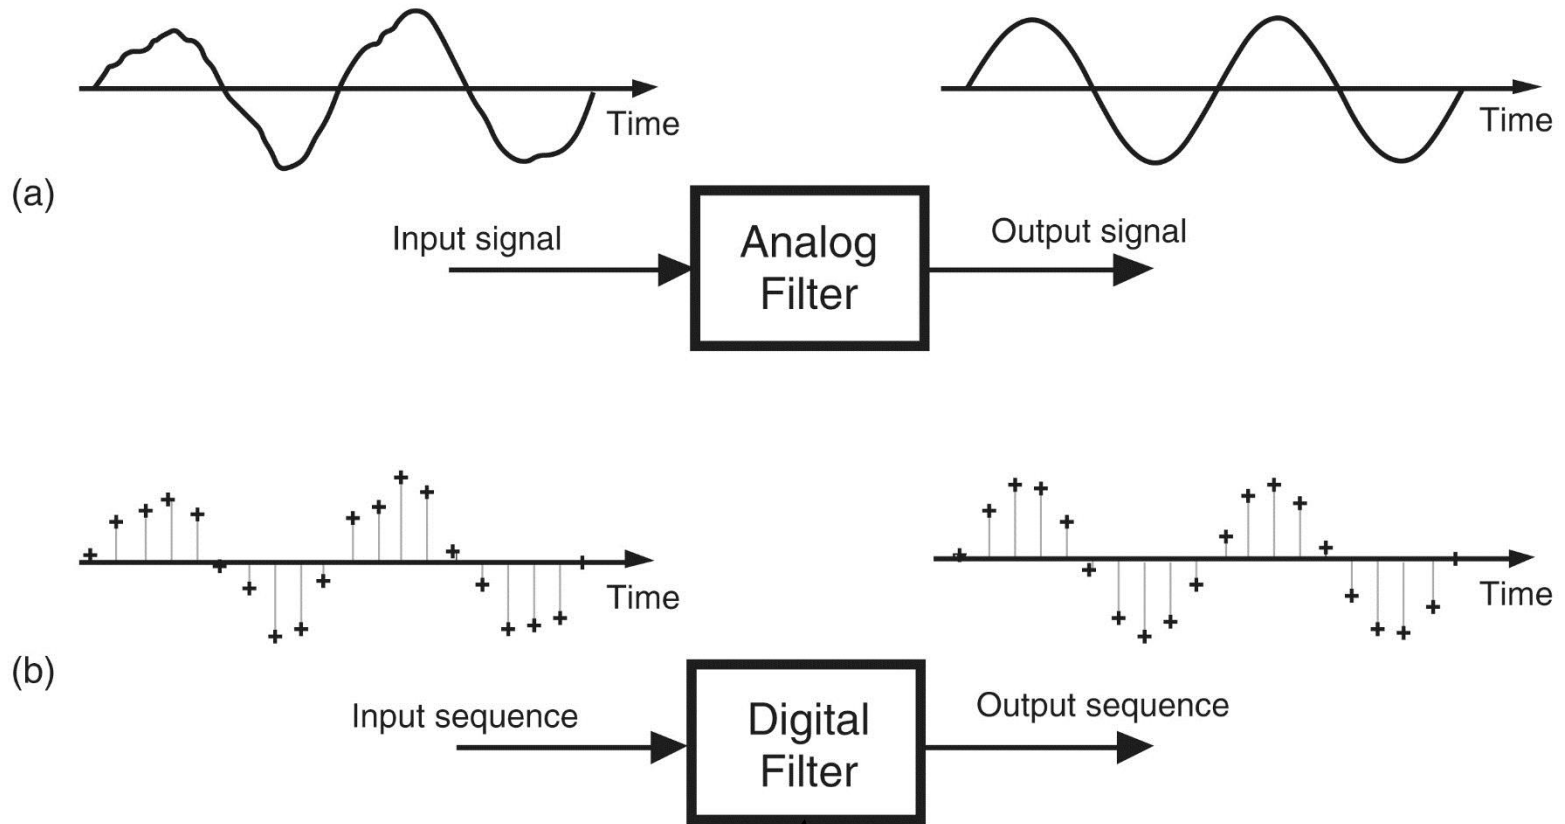 Time
Time
(a)
Input signal
Analog
Filter
Output signal
Time
Time
(b)
Input sequence
Digital
Filter
Output sequence